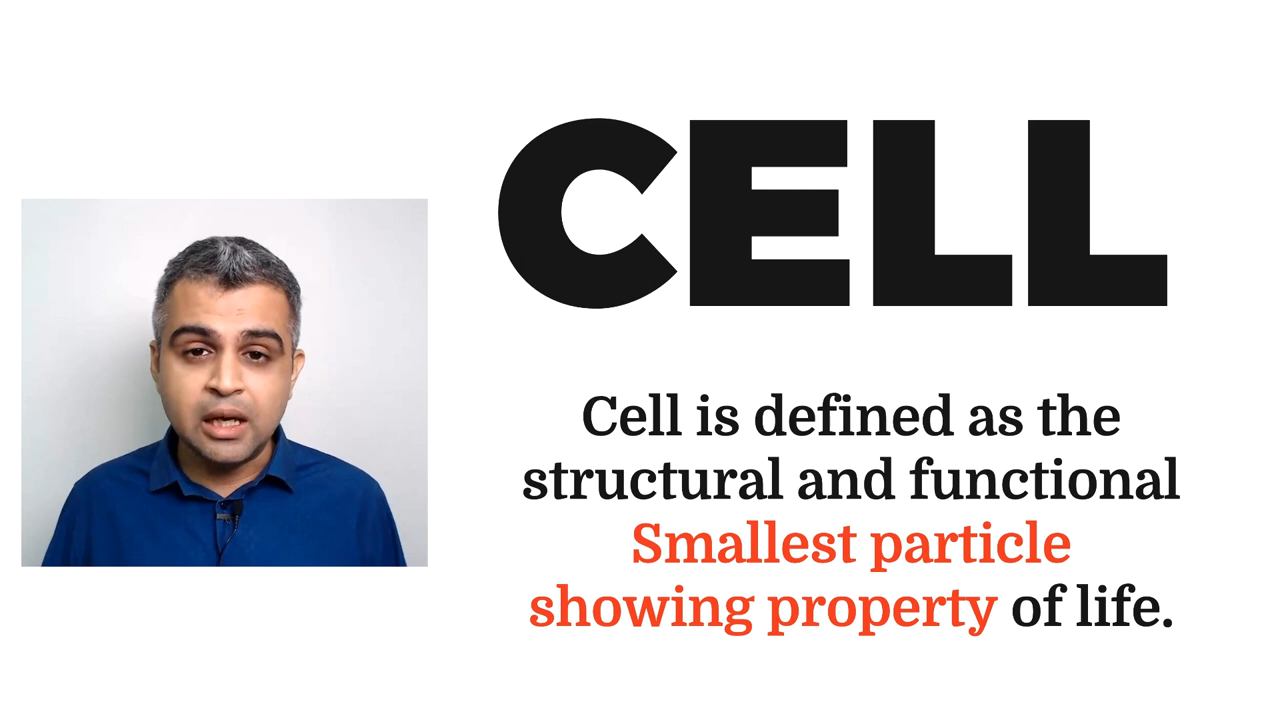 CELL
Cell is defined as the
structural and functional
Smallest particle
showing property of life.